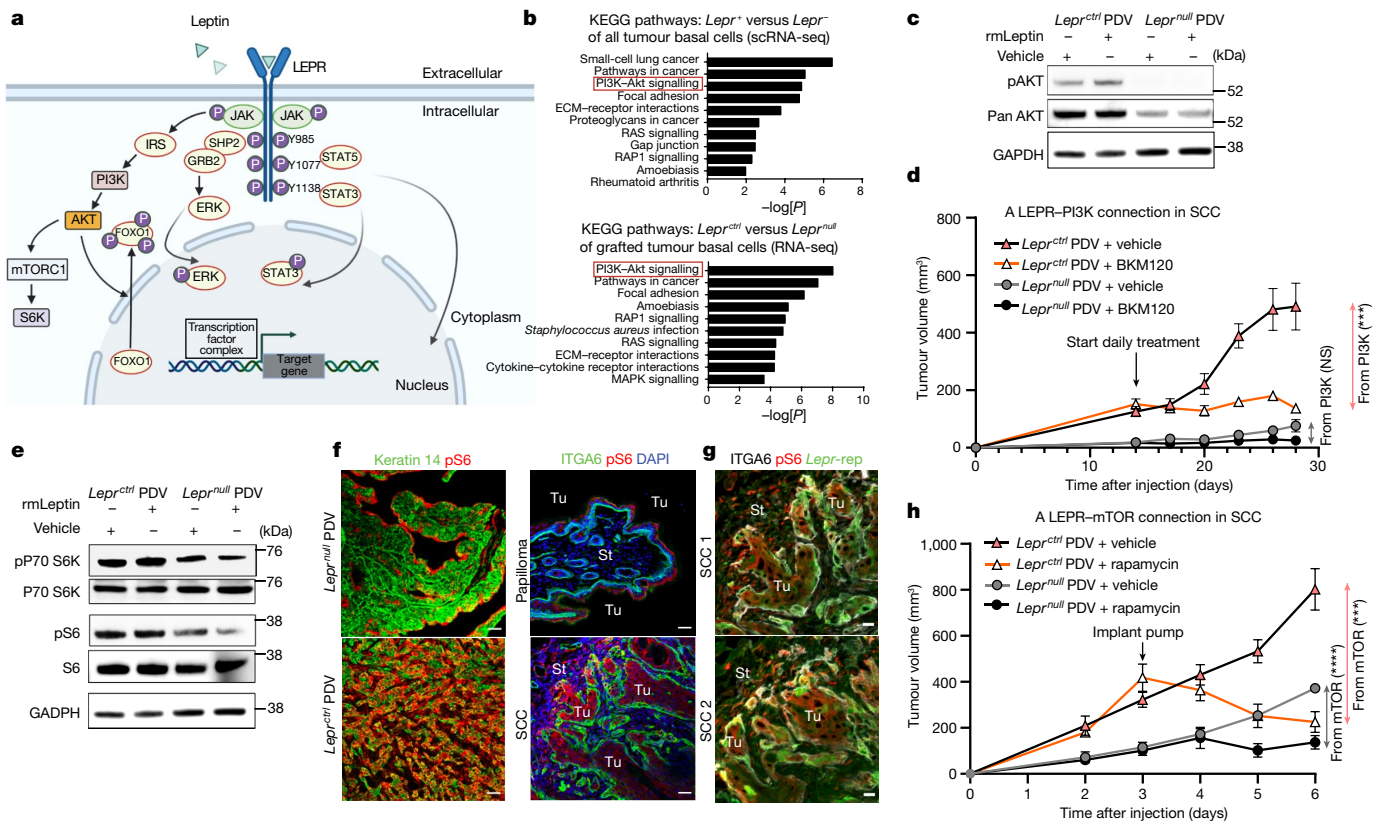 a
Leptin
LEPR
Extracellular
Intracellular
P
JAK
JAK
P
IRS
SHP2
GRB2
P
P
Y985
P
P
Y1077
P
P
Y1138
STAT5
STAT3
PI3K
ERK
AKT
P
FOXO1
P
P
mTORC1
S6K
P
ERK
STAT3
P
Cytoplasm
Transcription
factor
complex
Target
gene
FOXO1
Nucleus
b
KEGG pathways: Lepr+ versus Lepr−
of all tumour basal cells (scRNA-seq)
Small-cell lung cancer
Pathways in cancer
PI3K–Akt signalling
Focal adhesion
ECM–receptor interactions
Proteoglycans in cancer
RAS signalling
Gap junction
RAP1 signalling
Amoebiasis
Rheumatoid arthritis
0 2 4 6 8
−log[P]
KEGG pathways: Leprctrl versus Leprnull
of grafted tumour basal cells (RNA-seq)
PI3K–Akt signalling
Pathways in cancer
Focal adhesion
Amoebiasis
RAP1 signalling
Staphylococcus aureus infection
RAS signalling
ECM–receptor interactions
Cytokine–cytokine receptor interactions
MAPK signalling
0 2 4 6 8 10
−log[P]
c
Leprctrl PDV Leprnull PDV
rmLeptin − + − +
Vehicle + − + − (kDa)
pAKT
52
Pan AKT
52
GAPDH
38
d
A LEPR–PI3K connection in SCC
Leprctrl PDV + vehicle
Leprctrl PDV + BKM120
Leprnull PDV + vehicle
Leprnull PDV + BKM120
Start daily treatment
Tumour volume (mm3)
800
600
400
200
0
0 10 20 30
Time after injection (days)
From PI3K (NS)
From PI3K (***)
e
Leprctrl PDV Leprnull PDV
rmLeptin − + − +
Vehicle + − + − (kDa)
pP70 S6K
76
P70 S6K
76
pS6
38
S6
38
GADPH
38
f
Keratin 14 pS6
Leprnull PDV
Leprctrl PDV
ITGA6 pS6 DAPI
Papilloma
Tu
Tu
St
Tu
SCC
St
Tu
Tu
Tu
g
ITGA6 pS6 Lepr-rep
SCC 1
St
Tu
Tu
SCC 2
St
Tu
Tu
h
A LEPR–mTOR connection in SCC
Leprctrl PDV + vehicle
Leprctrl PDV + rapamycin
Leprnull PDV + vehicle
Leprnull PDV + rapamycin
Implant pump
Tumour volume (mm3)
1,000
800
600
400
200
0
0 1 2 3 4 5 6
Time after injection (days)
From mTOR (****)
From mTOR (***)